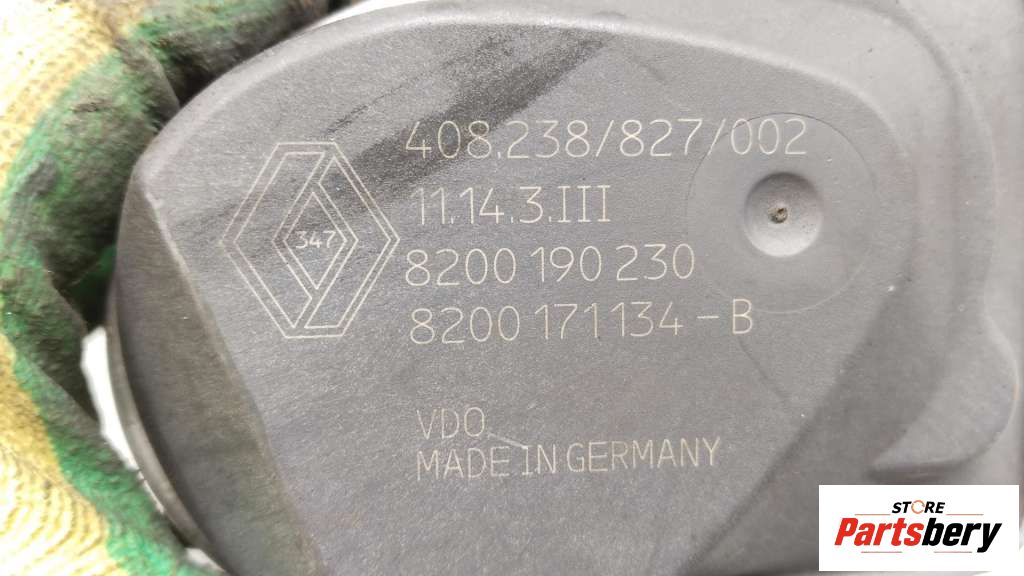 408.238/827/002
11.14.3.III
347
8200 190 230
8200 171 134 - B
VDO
MADE IN GERMANY
STORE
Partsbery